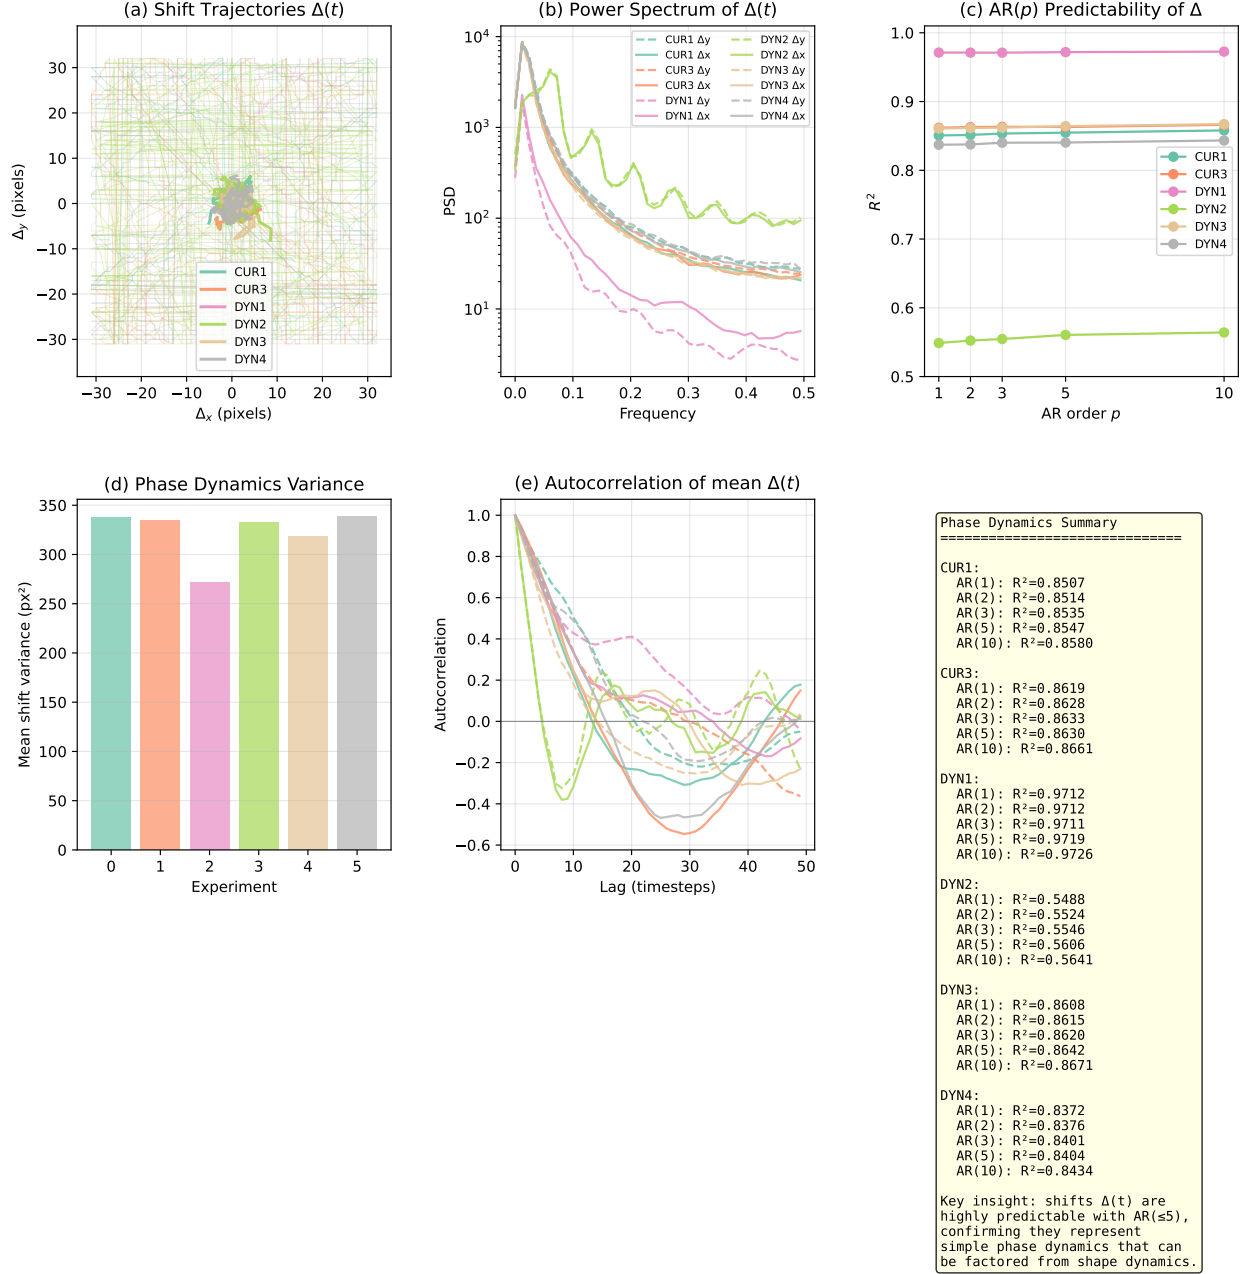 (a) Shift Trajectories Δ(t)
Δy (pixels)
30
20
10
0
−10
−20
−30
−30 −20 −10 0 10 20 30
Δx (pixels)
CUR1
CUR3
DYN1
DYN2
DYN3
DYN4
(b) Power Spectrum of Δ(t)
PSD
10⁴
10³
10²
10¹
0.0 0.1 0.2 0.3 0.4 0.5
Frequency
CUR1 Δy
CUR1 Δx
CUR3 Δy
CUR3 Δx
DYN1 Δy
DYN1 Δx
DYN2 Δy
DYN2 Δx
DYN3 Δy
DYN3 Δx
DYN4 Δy
DYN4 Δx
(c) AR(p) Predictability of Δ
R²
1.0
0.9
0.8
0.7
0.6
0.5
1 2 3 5 10
AR order p
CUR1
CUR3
DYN1
DYN2
DYN3
DYN4
(d) Phase Dynamics Variance
Mean shift variance (px²)
350
300
250
200
150
100
50
0
0 1 2 3 4 5
Experiment
(e) Autocorrelation of mean Δ(t)
Autocorrelation
1.0
0.8
0.6
0.4
0.2
0.0
−0.2
−0.4
−0.6
0 10 20 30 40 50
Lag (timesteps)
Phase Dynamics Summary
==============================
CUR1:
AR(1): R²=0.8507
AR(2): R²=0.8514
AR(3): R²=0.8535
AR(5): R²=0.8547
AR(10): R²=0.8580
CUR3:
AR(1): R²=0.8619
AR(2): R²=0.8628
AR(3): R²=0.8633
AR(5): R²=0.8630
AR(10): R²=0.8661
DYN1:
AR(1): R²=0.9712
AR(2): R²=0.9712
AR(3): R²=0.9711
AR(5): R²=0.9719
AR(10): R²=0.9726
DYN2:
AR(1): R²=0.5488
AR(2): R²=0.5524
AR(3): R²=0.5546
AR(5): R²=0.5606
AR(10): R²=0.5641
DYN3:
AR(1): R²=0.8608
AR(2): R²=0.8615
AR(3): R²=0.8620
AR(5): R²=0.8642
AR(10): R²=0.8671
DYN4:
AR(1): R²=0.8372
AR(2): R²=0.8376
AR(3): R²=0.8401
AR(5): R²=0.8404
AR(10): R²=0.8434
Key insight: shifts Δ(t) are
highly predictable with AR(≤5),
confirming they represent
simple phase dynamics that can
be factored from shape dynamics.